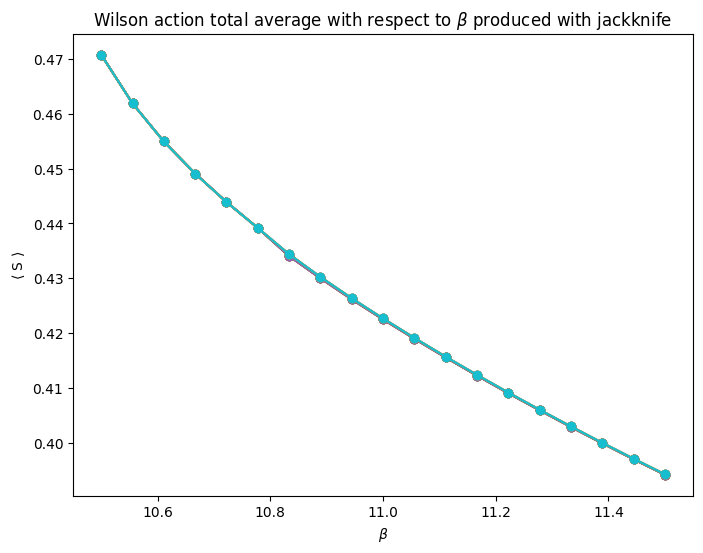 Wilson action total average with respect to β produced with jackknife
0.47
0.46
0.45
0.44
0.43
0.42
0.41
0.40
⟨ S ⟩
10.6 10.8 11.0 11.2 11.4
β